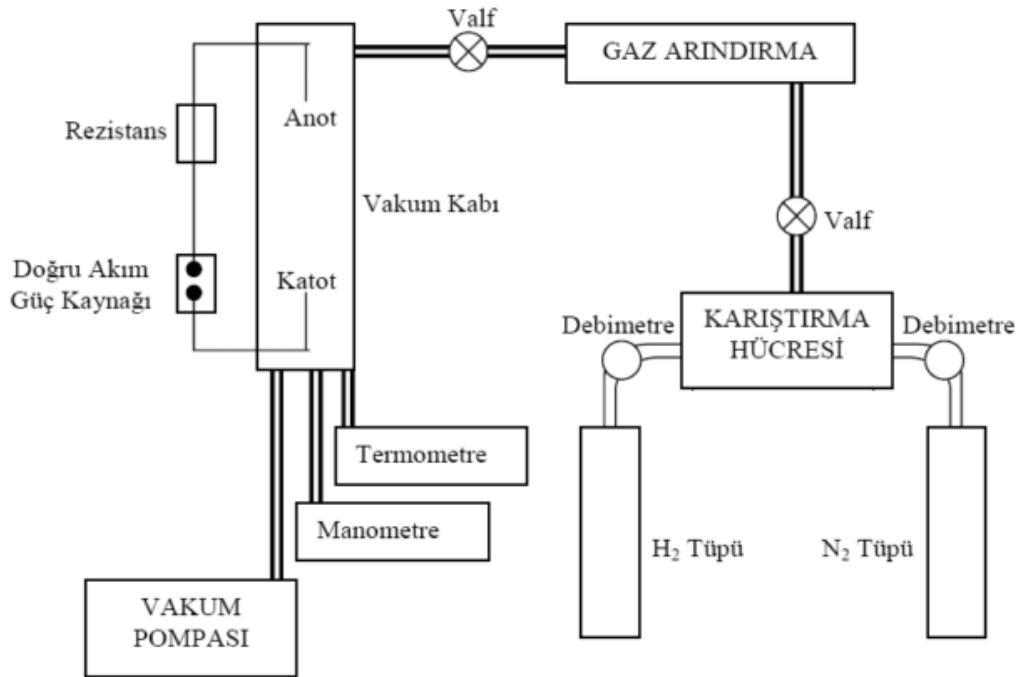 Valf
GAZ ARINDIRMA
Rezistans
Anot
Vakum Kabı
Valf
Doğru Akım
Güç Kaynağı
Katot
Debimetre
KARIŞTIRMA
HÜCRESİ
Debimetre
Termometre
Manometre
H₂ Tüpü
N₂ Tüpü
VAKUM
POMPASI